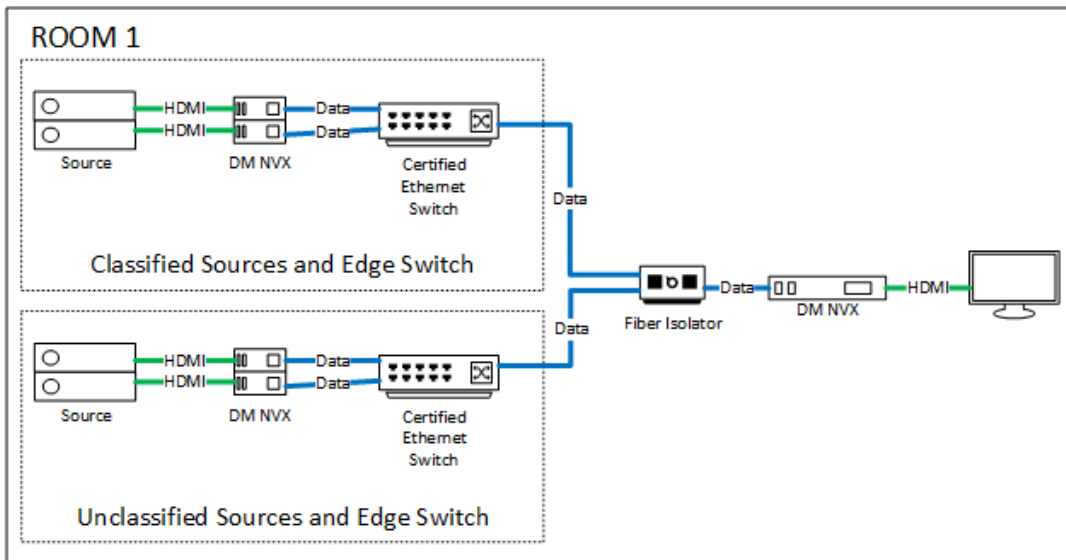 ROOM 1
HDMI
HDMI
Data
Data
Source
DM NVX
Certified
Ethernet
Switch
Classified Sources and Edge Switch
Data
Data
Fiber Isolator
Data
DM NVX
HDMI
HDMI
HDMI
Data
Data
Source
DM NVX
Certified
Ethernet
Switch
Unclassified Sources and Edge Switch